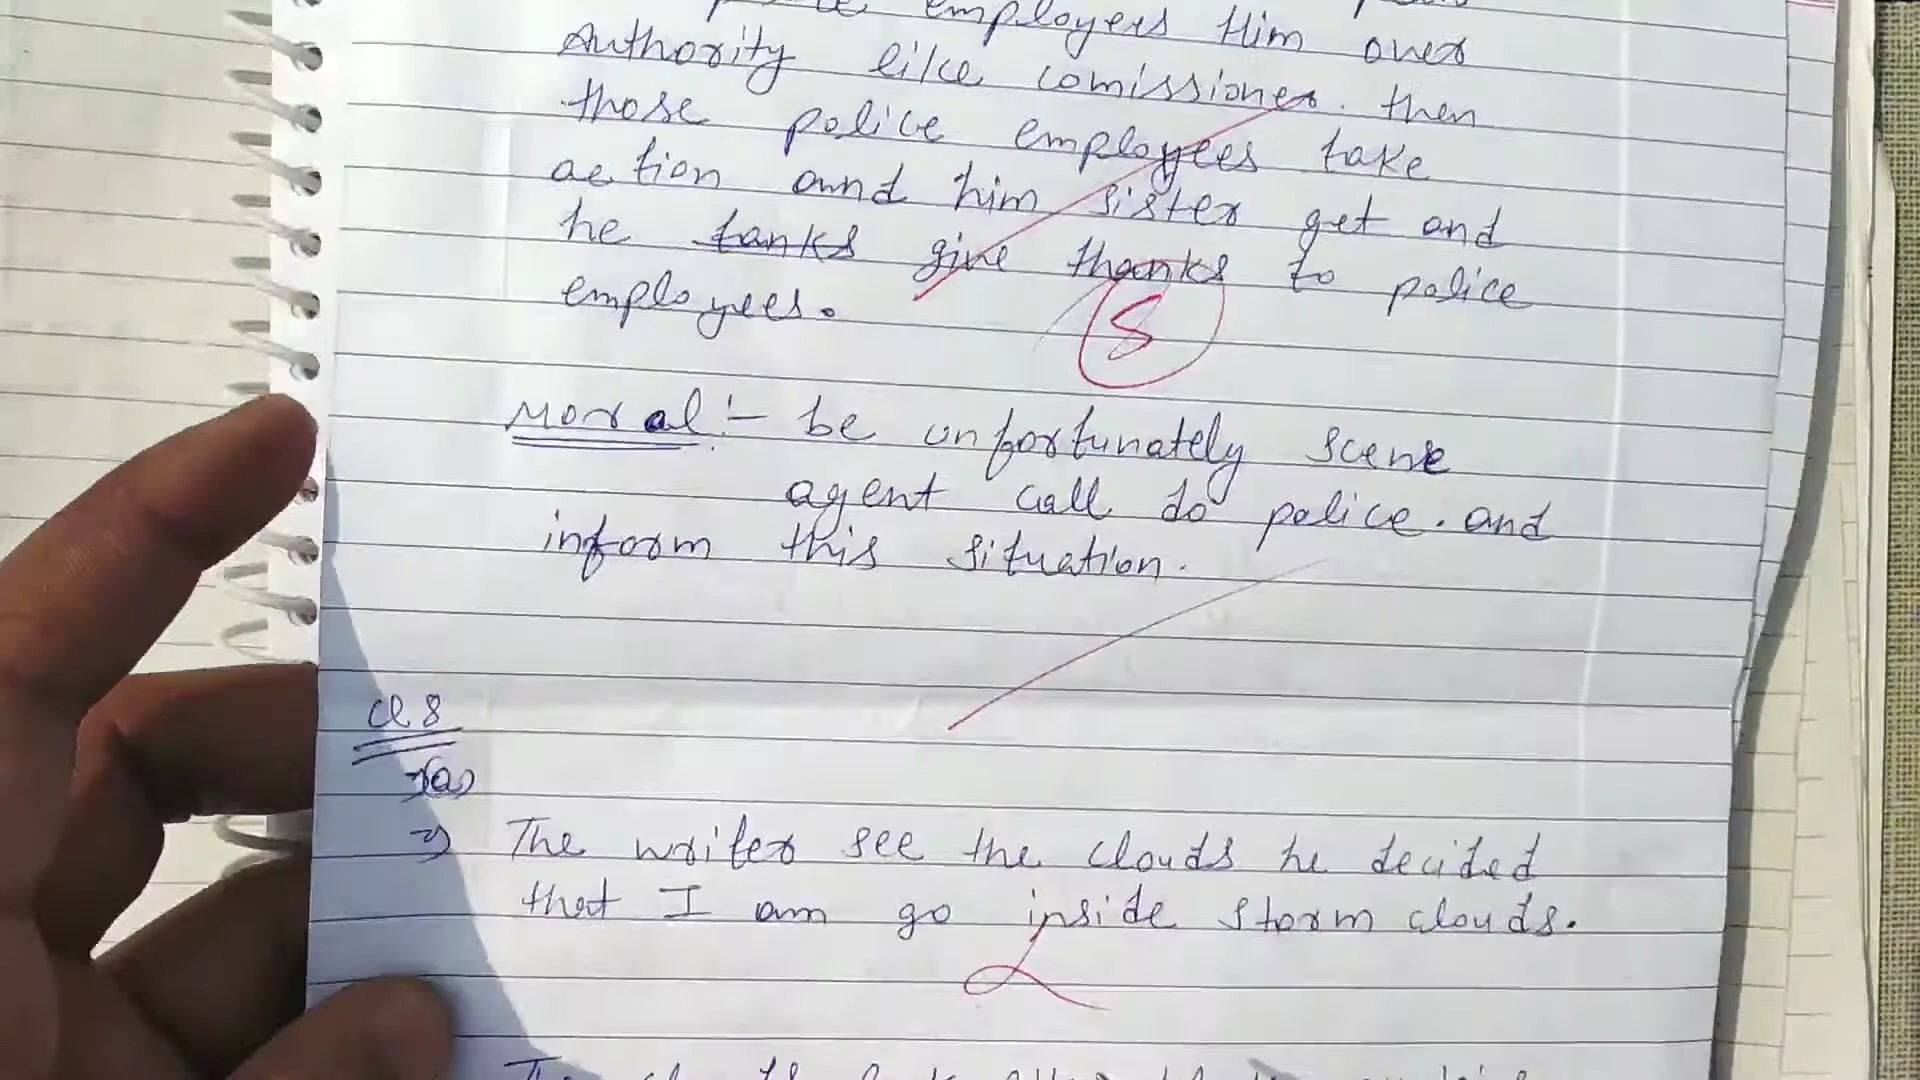 employees Him over
Authority like comissioner. then
those police employees take
action and him sister get and
he tanks give thanks to police
employees.
Moral :- be unfortunately scene
agent call do police. and
inform this situation.
Q8
(a)
The writer see the clouds he decided
that I am go inside storm clouds.
2